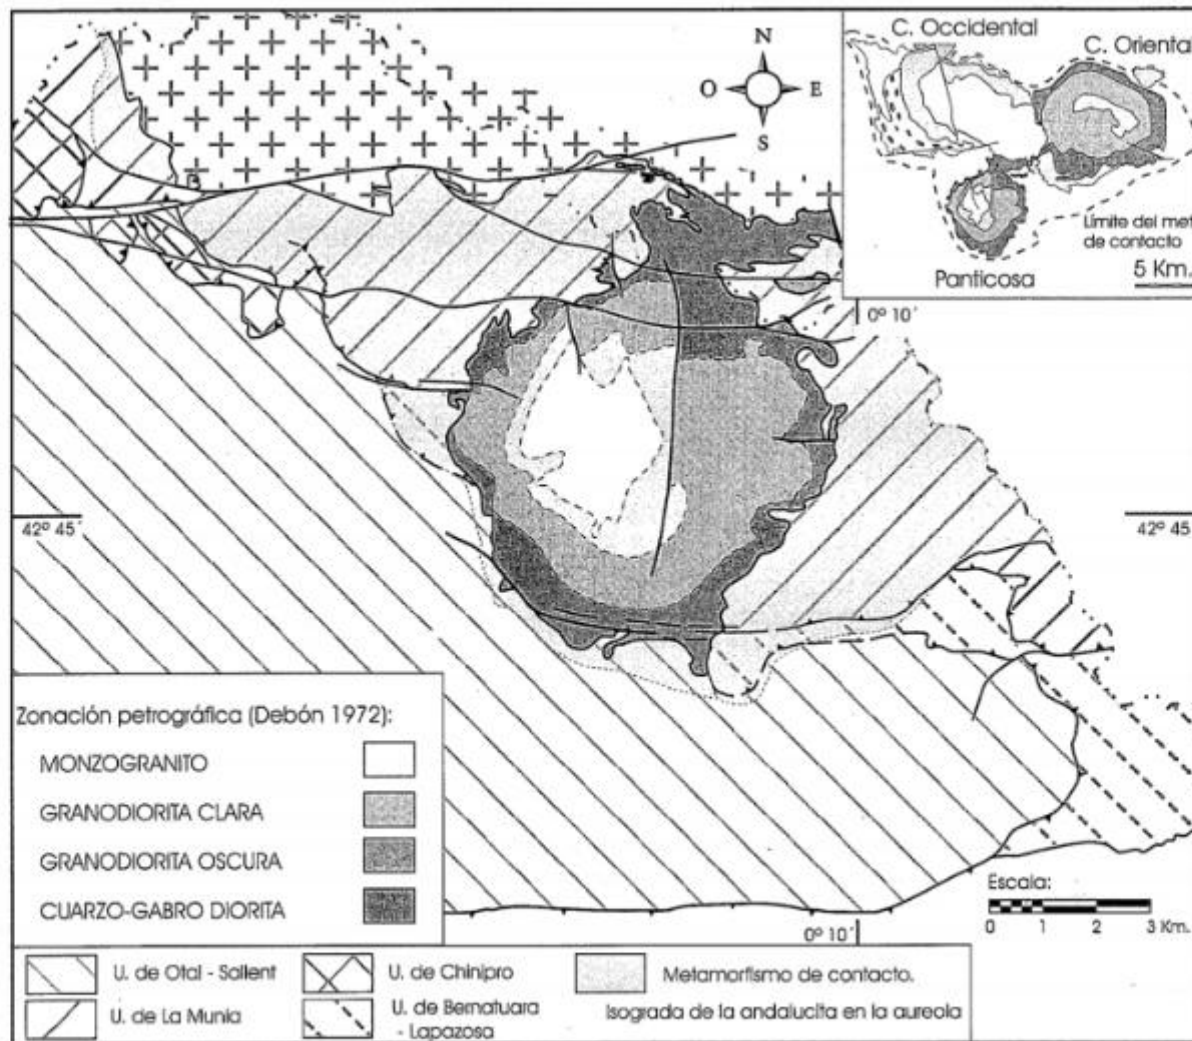 C. Occidental
C. Oriental
N
O
E
S
Límite del met
de contacto
Panticosa
5 Km.
0º 10´
42º 45´
42º 45´
Zonación petrográfica (Debón 1972):
MONZOGRANITO
GRANODIORITA CLARA
GRANODIORITA OSCURA
CUARZO-GABRO DIORITA
Escala:
0 1 2 3 Km.
0º 10´
U. de Otal - Sallent
U. de Chinipro
Metamorfismo de contacto.
U. de La Munia
U. de Bernatuara
- Lapazosa
Isograda de la andalucita en la aureola